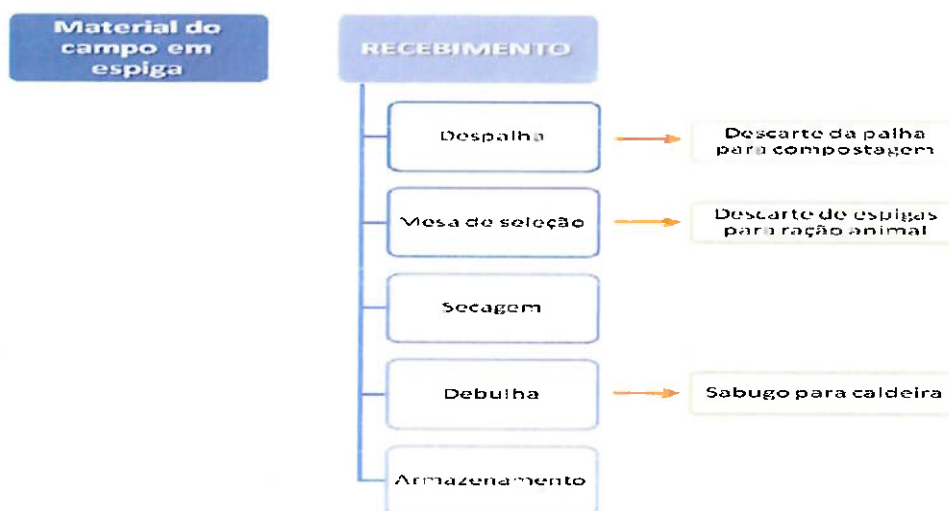 Material do
campo em
espiga
RECEBIMENTO
Despalha
Descarte da palha
para compostagem
Mesa de seleção
Descarte de espigas
para ração animal
Secagem
Debulha
Sabugo para caldeira
Armazenamento